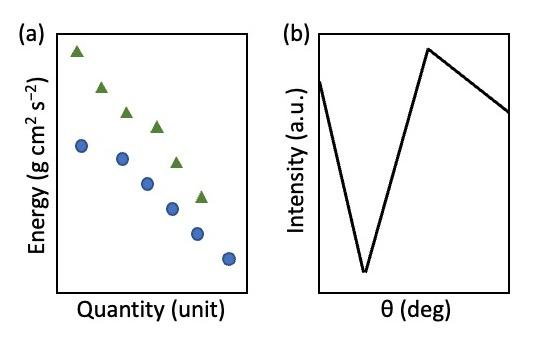 (a)
Energy (g cm² s⁻²)
Quantity (unit)
(b)
Intensity (a.u.)
θ (deg)